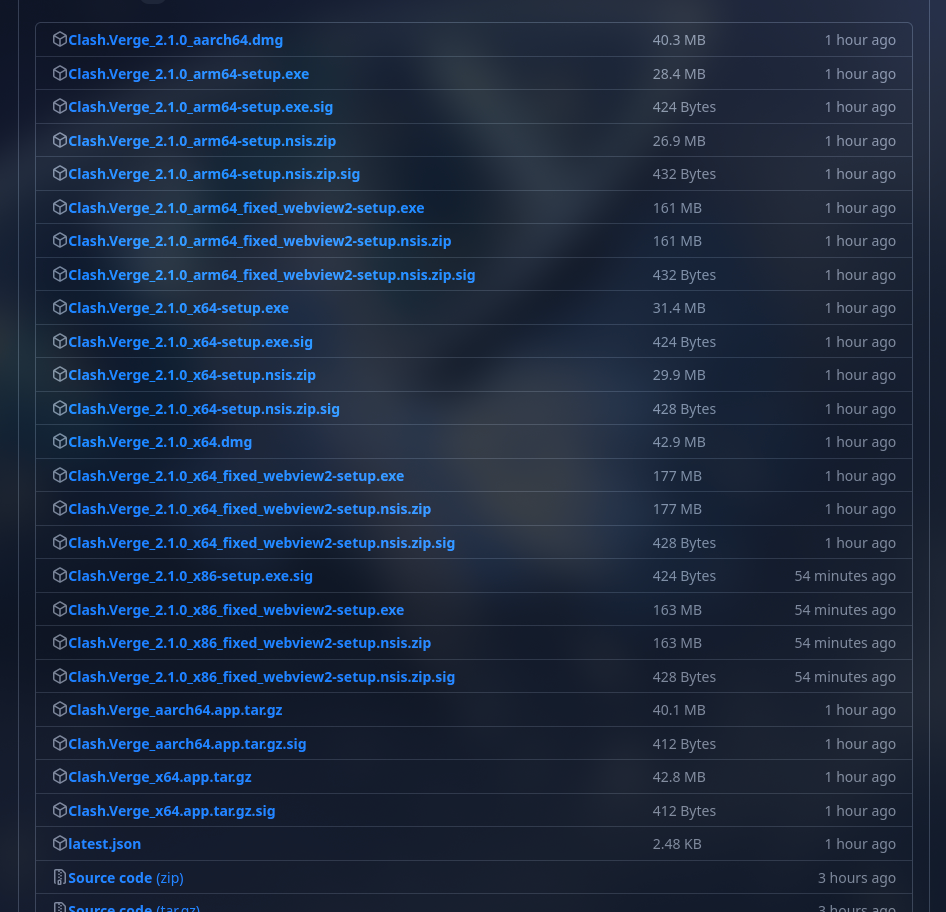 Clash.Verge_2.1.0_aarch64.dmg 40.3 MB 1 hour ago
Clash.Verge_2.1.0_arm64-setup.exe 28.4 MB 1 hour ago
Clash.Verge_2.1.0_arm64-setup.exe.sig 424 Bytes 1 hour ago
Clash.Verge_2.1.0_arm64-setup.nsis.zip 26.9 MB 1 hour ago
Clash.Verge_2.1.0_arm64-setup.nsis.zip.sig 432 Bytes 1 hour ago
Clash.Verge_2.1.0_arm64_fixed_webview2-setup.exe 161 MB 1 hour ago
Clash.Verge_2.1.0_arm64_fixed_webview2-setup.nsis.zip 161 MB 1 hour ago
Clash.Verge_2.1.0_arm64_fixed_webview2-setup.nsis.zip.sig 432 Bytes 1 hour ago
Clash.Verge_2.1.0_x64-setup.exe 31.4 MB 1 hour ago
Clash.Verge_2.1.0_x64-setup.exe.sig 424 Bytes 1 hour ago
Clash.Verge_2.1.0_x64-setup.nsis.zip 29.9 MB 1 hour ago
Clash.Verge_2.1.0_x64-setup.nsis.zip.sig 428 Bytes 1 hour ago
Clash.Verge_2.1.0_x64.dmg 42.9 MB 1 hour ago
Clash.Verge_2.1.0_x64_fixed_webview2-setup.exe 177 MB 1 hour ago
Clash.Verge_2.1.0_x64_fixed_webview2-setup.nsis.zip 177 MB 1 hour ago
Clash.Verge_2.1.0_x64_fixed_webview2-setup.nsis.zip.sig 428 Bytes 1 hour ago
Clash.Verge_2.1.0_x86-setup.exe.sig 424 Bytes 54 minutes ago
Clash.Verge_2.1.0_x86_fixed_webview2-setup.exe 163 MB 54 minutes ago
Clash.Verge_2.1.0_x86_fixed_webview2-setup.nsis.zip 163 MB 54 minutes ago
Clash.Verge_2.1.0_x86_fixed_webview2-setup.nsis.zip.sig 428 Bytes 54 minutes ago
Clash.Verge_aarch64.app.tar.gz 40.1 MB 1 hour ago
Clash.Verge_aarch64.app.tar.gz.sig 412 Bytes 1 hour ago
Clash.Verge_x64.app.tar.gz 42.8 MB 1 hour ago
Clash.Verge_x64.app.tar.gz.sig 412 Bytes 1 hour ago
latest.json 2.48 KB 1 hour ago
Source code (zip) 3 hours ago
Source code (tar.gz) 3 hours ago